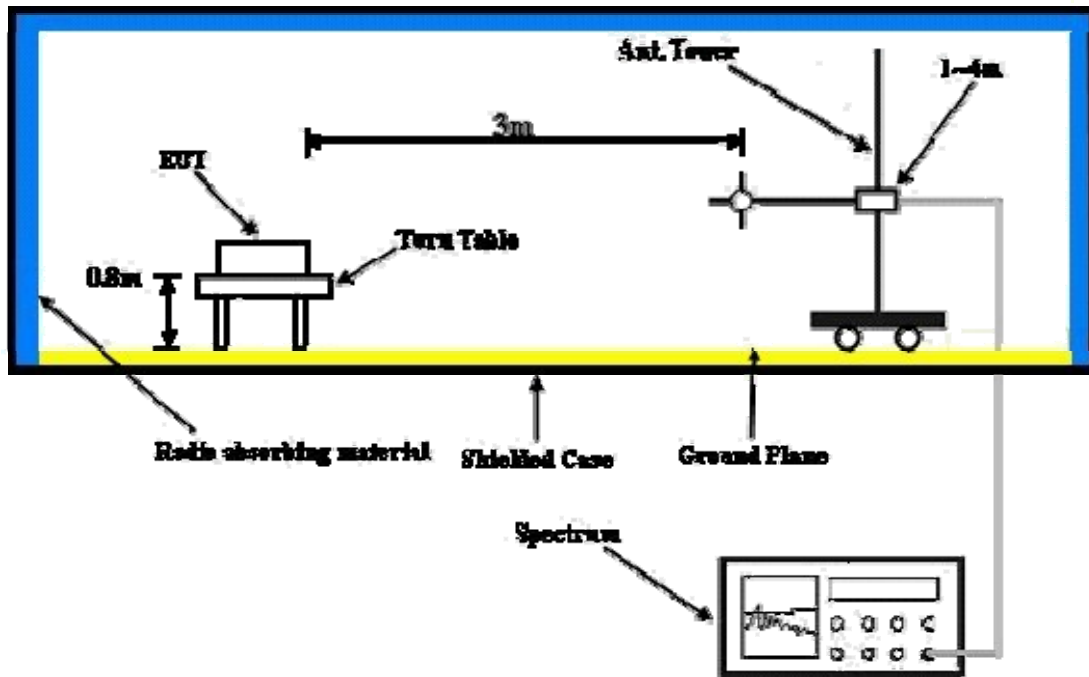 Ant. Tower
1~4m
3m
EUT
Turn Table
0.8m
Radio absorbing material
Shielded Case
Ground Plane
Spectrum